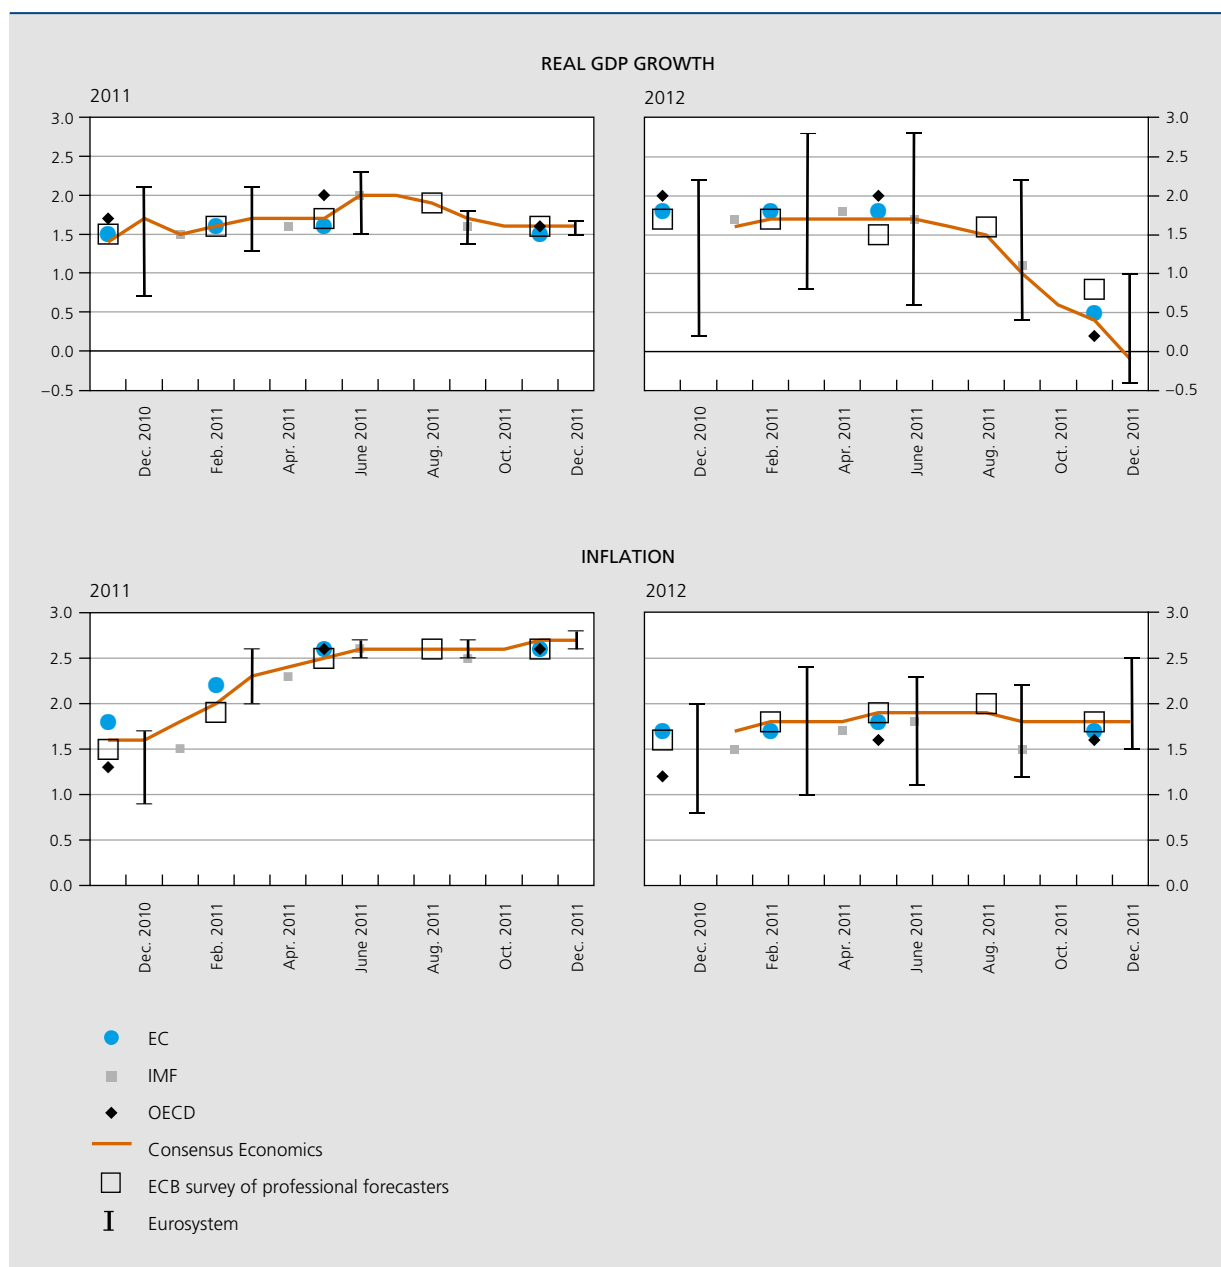 REAL GDP GROWTH
2011
2012
3.0
2.5
2.0
1.5
1.0
0.5
0.0
−0.5
3.0
2.5
2.0
1.5
1.0
0.5
0.0
−0.5
Dec. 2010
Feb. 2011
Apr. 2011
June 2011
Aug. 2011
Oct. 2011
Dec. 2011
Dec. 2010
Feb. 2011
Apr. 2011
June 2011
Aug. 2011
Oct. 2011
Dec. 2011
INFLATION
2011
2012
3.0
2.5
2.0
1.5
1.0
0.5
0.0
3.0
2.5
2.0
1.5
1.0
0.5
0.0
Dec. 2010
Feb. 2011
Apr. 2011
June 2011
Aug. 2011
Oct. 2011
Dec. 2011
Dec. 2010
Feb. 2011
Apr. 2011
June 2011
Aug. 2011
Oct. 2011
Dec. 2011
EC
IMF
OECD
Consensus Economics
ECB survey of professional forecasters
Eurosystem